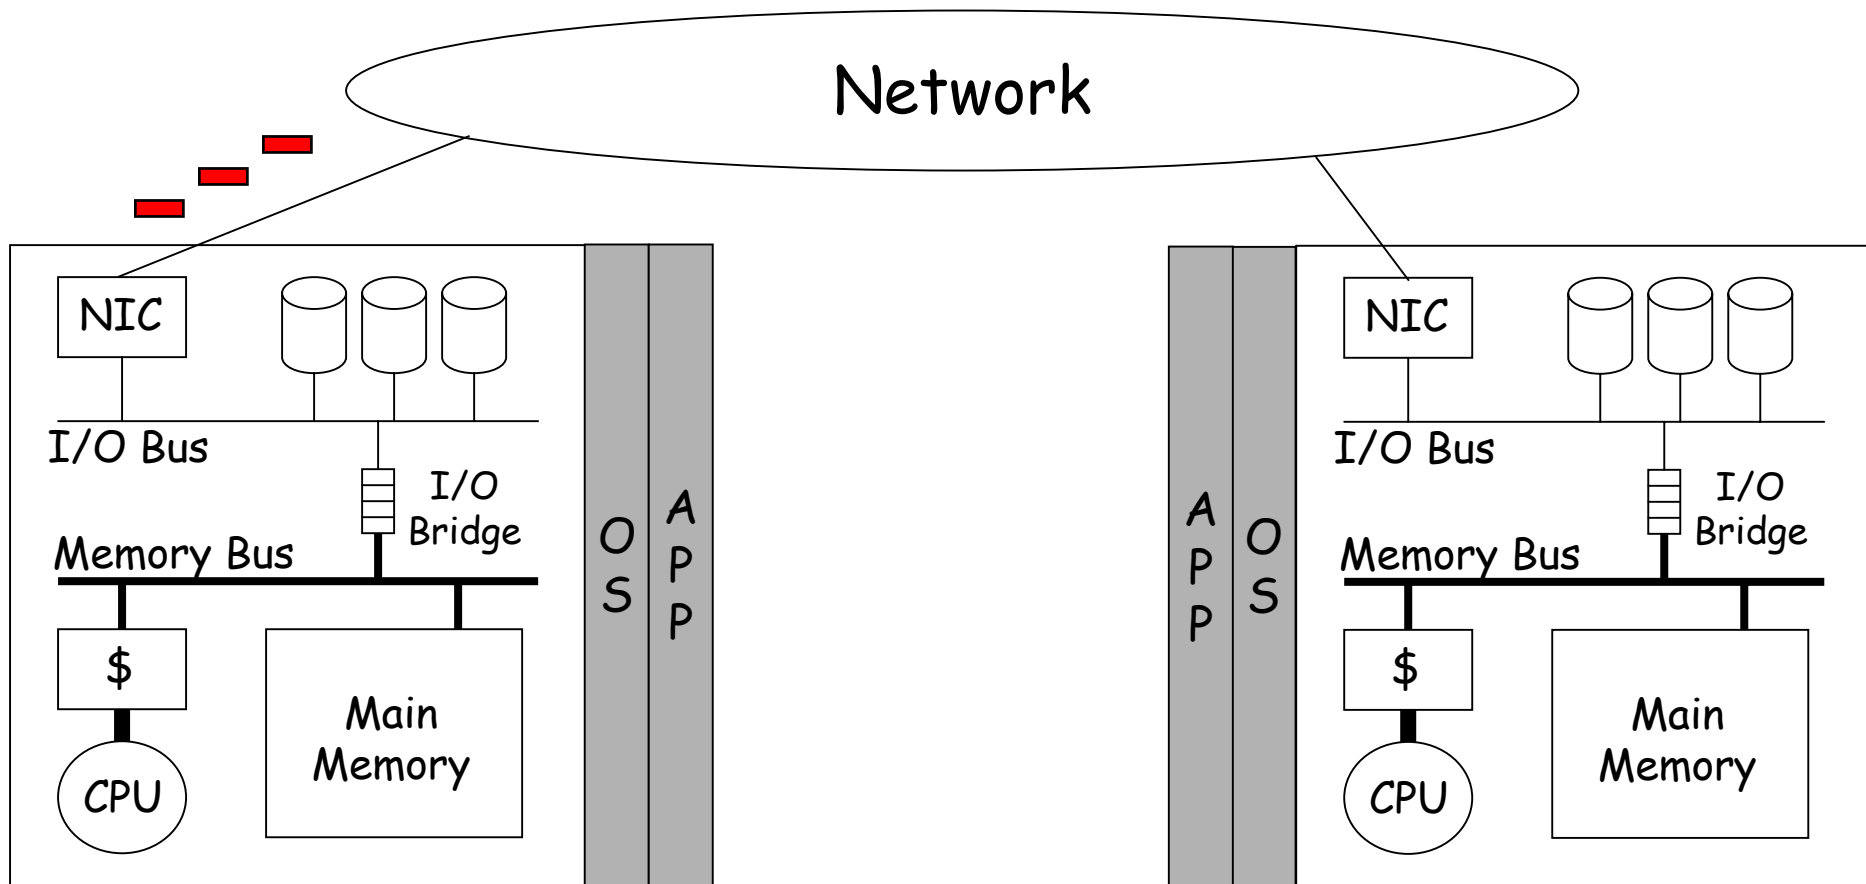 Network
NIC
I/O Bus
I/O
Bridge
Memory Bus
$
Main
Memory
CPU
O
S
A
P
P
A
P
P
O
S
NIC
I/O Bus
I/O
Bridge
Memory Bus
$
Main
Memory
CPU